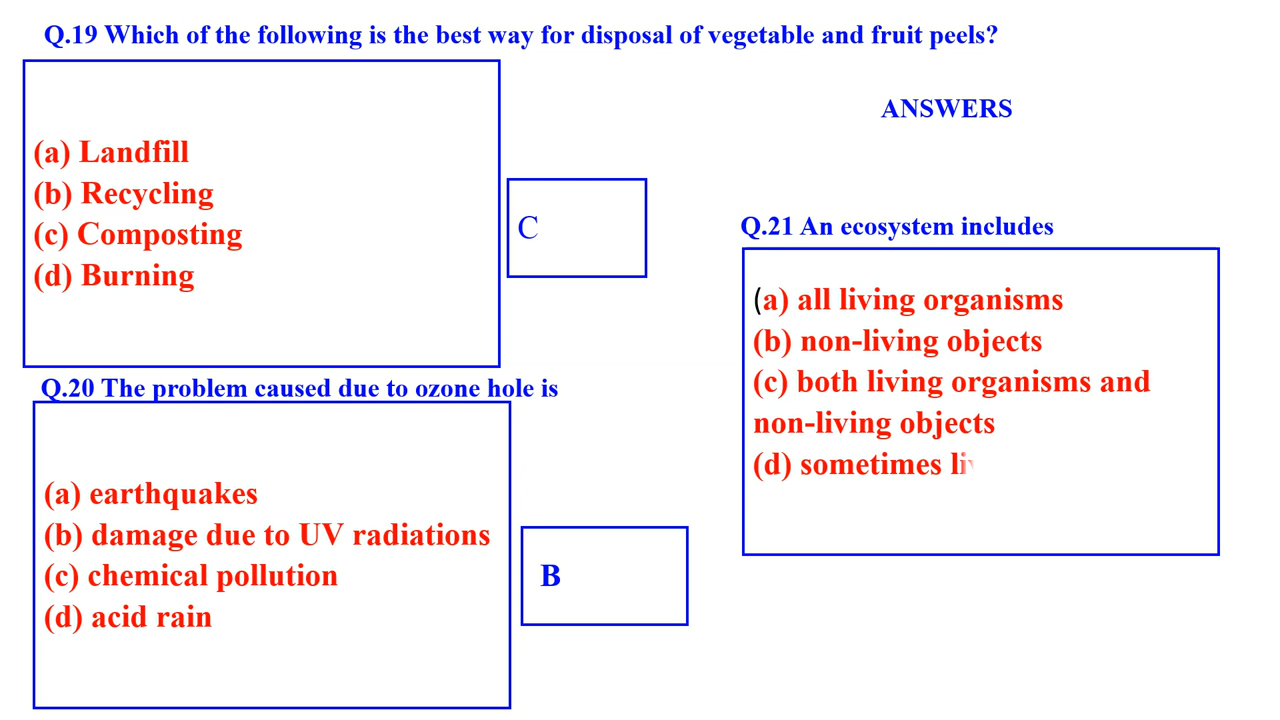 Q.19 Which of the following is the best way for disposal of vegetable and fruit peels?
(a) Landfill
(b) Recycling
(c) Composting
(d) Burning
C
Q.20 The problem caused due to ozone hole is
(a) earthquakes
(b) damage due to UV radiations
(c) chemical pollution
(d) acid rain
B
ANSWERS
Q.21 An ecosystem includes
(a) all living organisms
(b) non-living objects
(c) both living organisms and
non-living objects
(d) sometimes